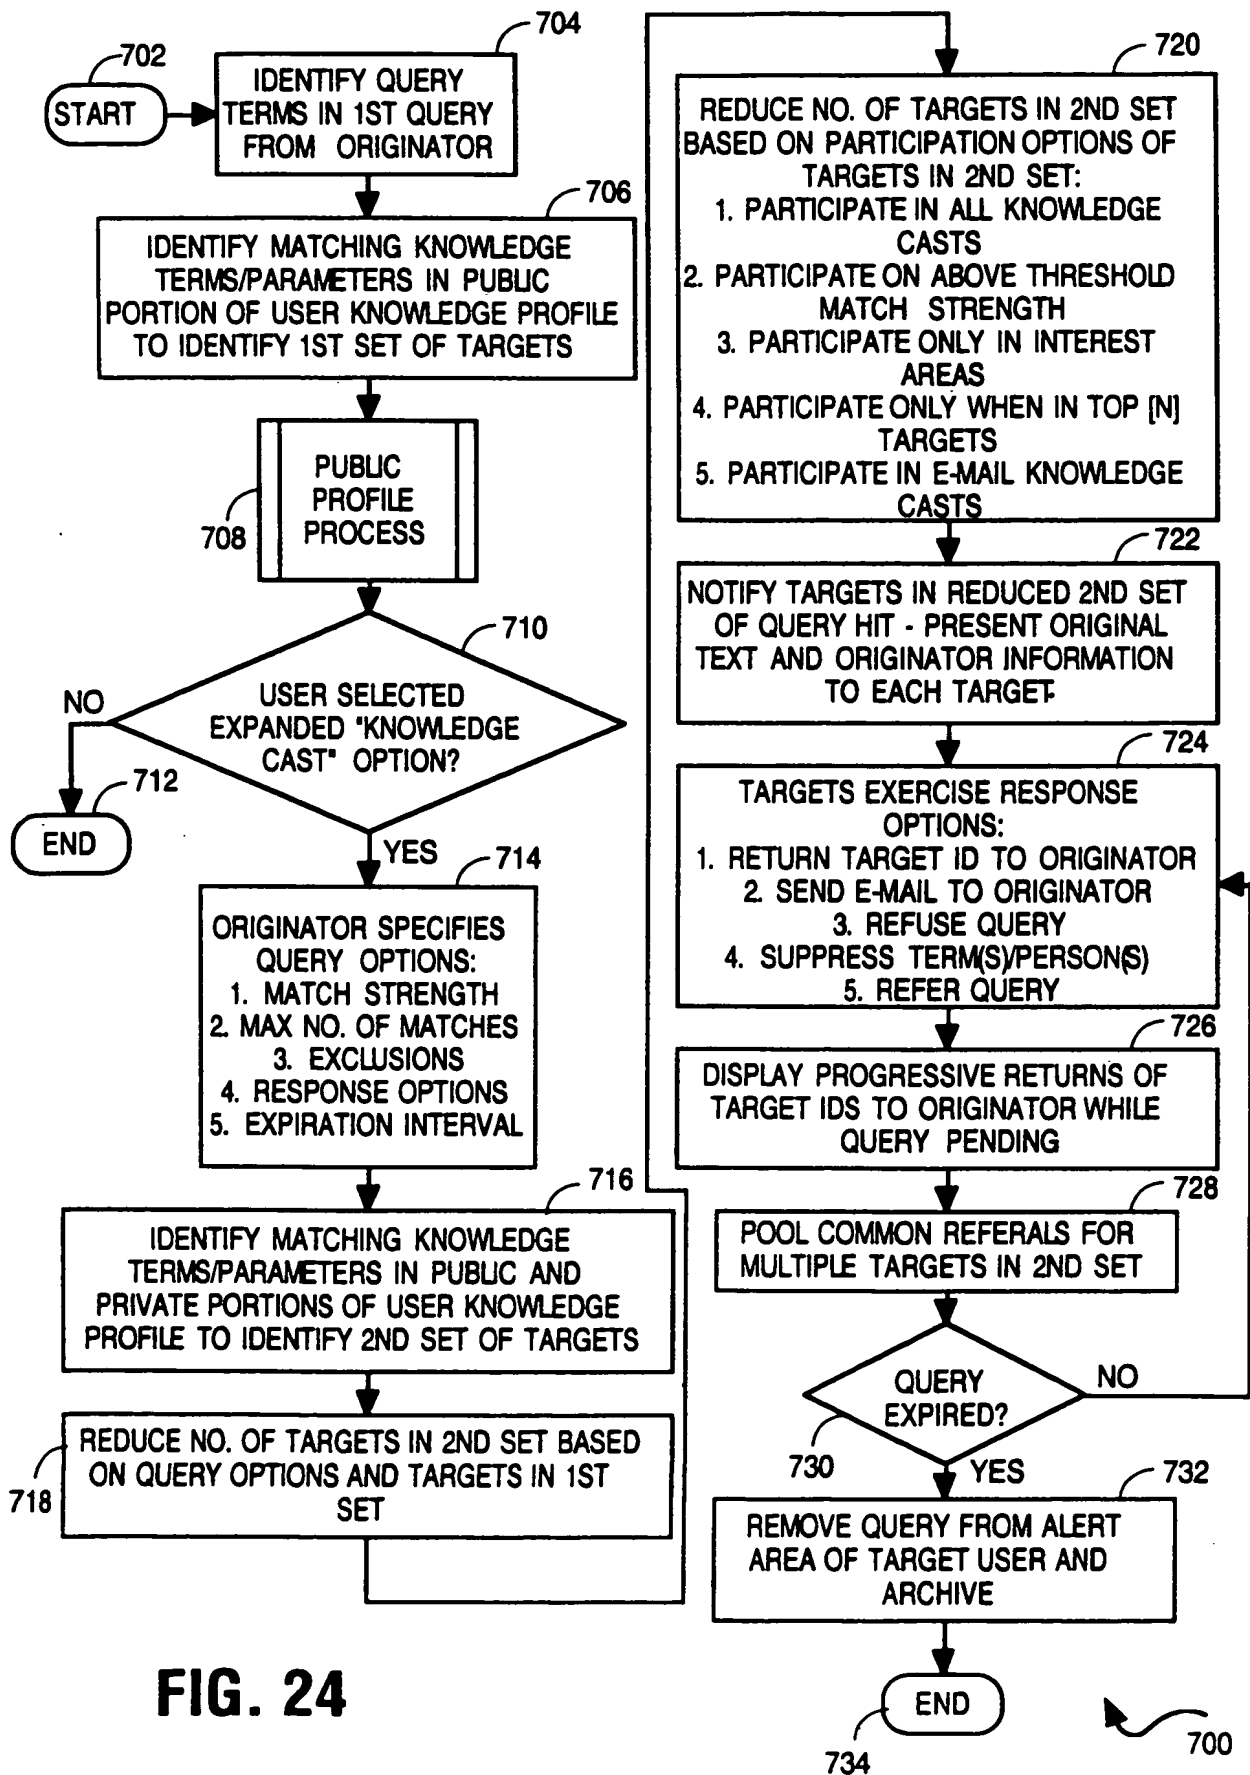 702
START
704
IDENTIFY QUERY
TERMS IN 1ST QUERY
FROM ORIGINATOR
706
IDENTIFY MATCHING KNOWLEDGE
TERMS/PARAMETERS IN PUBLIC
PORTION OF USER KNOWLEDGE PROFILE
TO IDENTIFY 1ST SET OF TARGETS
PUBLIC
PROFILE
PROCESS
708
710
USER SELECTED
EXPANDED "KNOWLEDGE
CAST" OPTION?
NO
712
END
YES
714
ORIGINATOR SPECIFIES
QUERY OPTIONS:
1. MATCH STRENGTH
2. MAX NO. OF MATCHES
3. EXCLUSIONS
4. RESPONSE OPTIONS
5. EXPIRATION INTERVAL
716
IDENTIFY MATCHING KNOWLEDGE
TERMS/PARAMETERS IN PUBLIC AND
PRIVATE PORTIONS OF USER KNOWLEDGE
PROFILE TO IDENTIFY 2ND SET OF TARGETS
REDUCE NO. OF TARGETS IN 2ND SET BASED
ON QUERY OPTIONS AND TARGETS IN 1ST
SET
718
720
REDUCE NO. OF TARGETS IN 2ND SET
BASED ON PARTICIPATION OPTIONS OF
TARGETS IN 2ND SET:
1. PARTICIPATE IN ALL KNOWLEDGE
CASTS
2. PARTICIPATE ON ABOVE THRESHOLD
MATCH STRENGTH
3. PARTICIPATE ONLY IN INTEREST
AREAS
4. PARTICIPATE ONLY WHEN IN TOP [N]
TARGETS
5. PARTICIPATE IN E-MAIL KNOWLEDGE
CASTS
722
NOTIFY TARGETS IN REDUCED 2ND SET
OF QUERY HIT - PRESENT ORIGINAL
TEXT AND ORIGINATOR INFORMATION
TO EACH TARGET.
724
TARGETS EXERCISE RESPONSE
OPTIONS:
1. RETURN TARGET ID TO ORIGINATOR
2. SEND E-MAIL TO ORIGINATOR
3. REFUSE QUERY
4. SUPPRESS TERM(S)/PERSON(S)
5. REFER QUERY
726
DISPLAY PROGRESSIVE RETURNS OF
TARGET IDS TO ORIGINATOR WHILE
QUERY PENDING
728
POOL COMMON REFERALS FOR
MULTIPLE TARGETS IN 2ND SET
QUERY
EXPIRED?
NO
730
YES
732
REMOVE QUERY FROM ALERT
AREA OF TARGET USER AND
ARCHIVE
END
734
700
FIG. 24